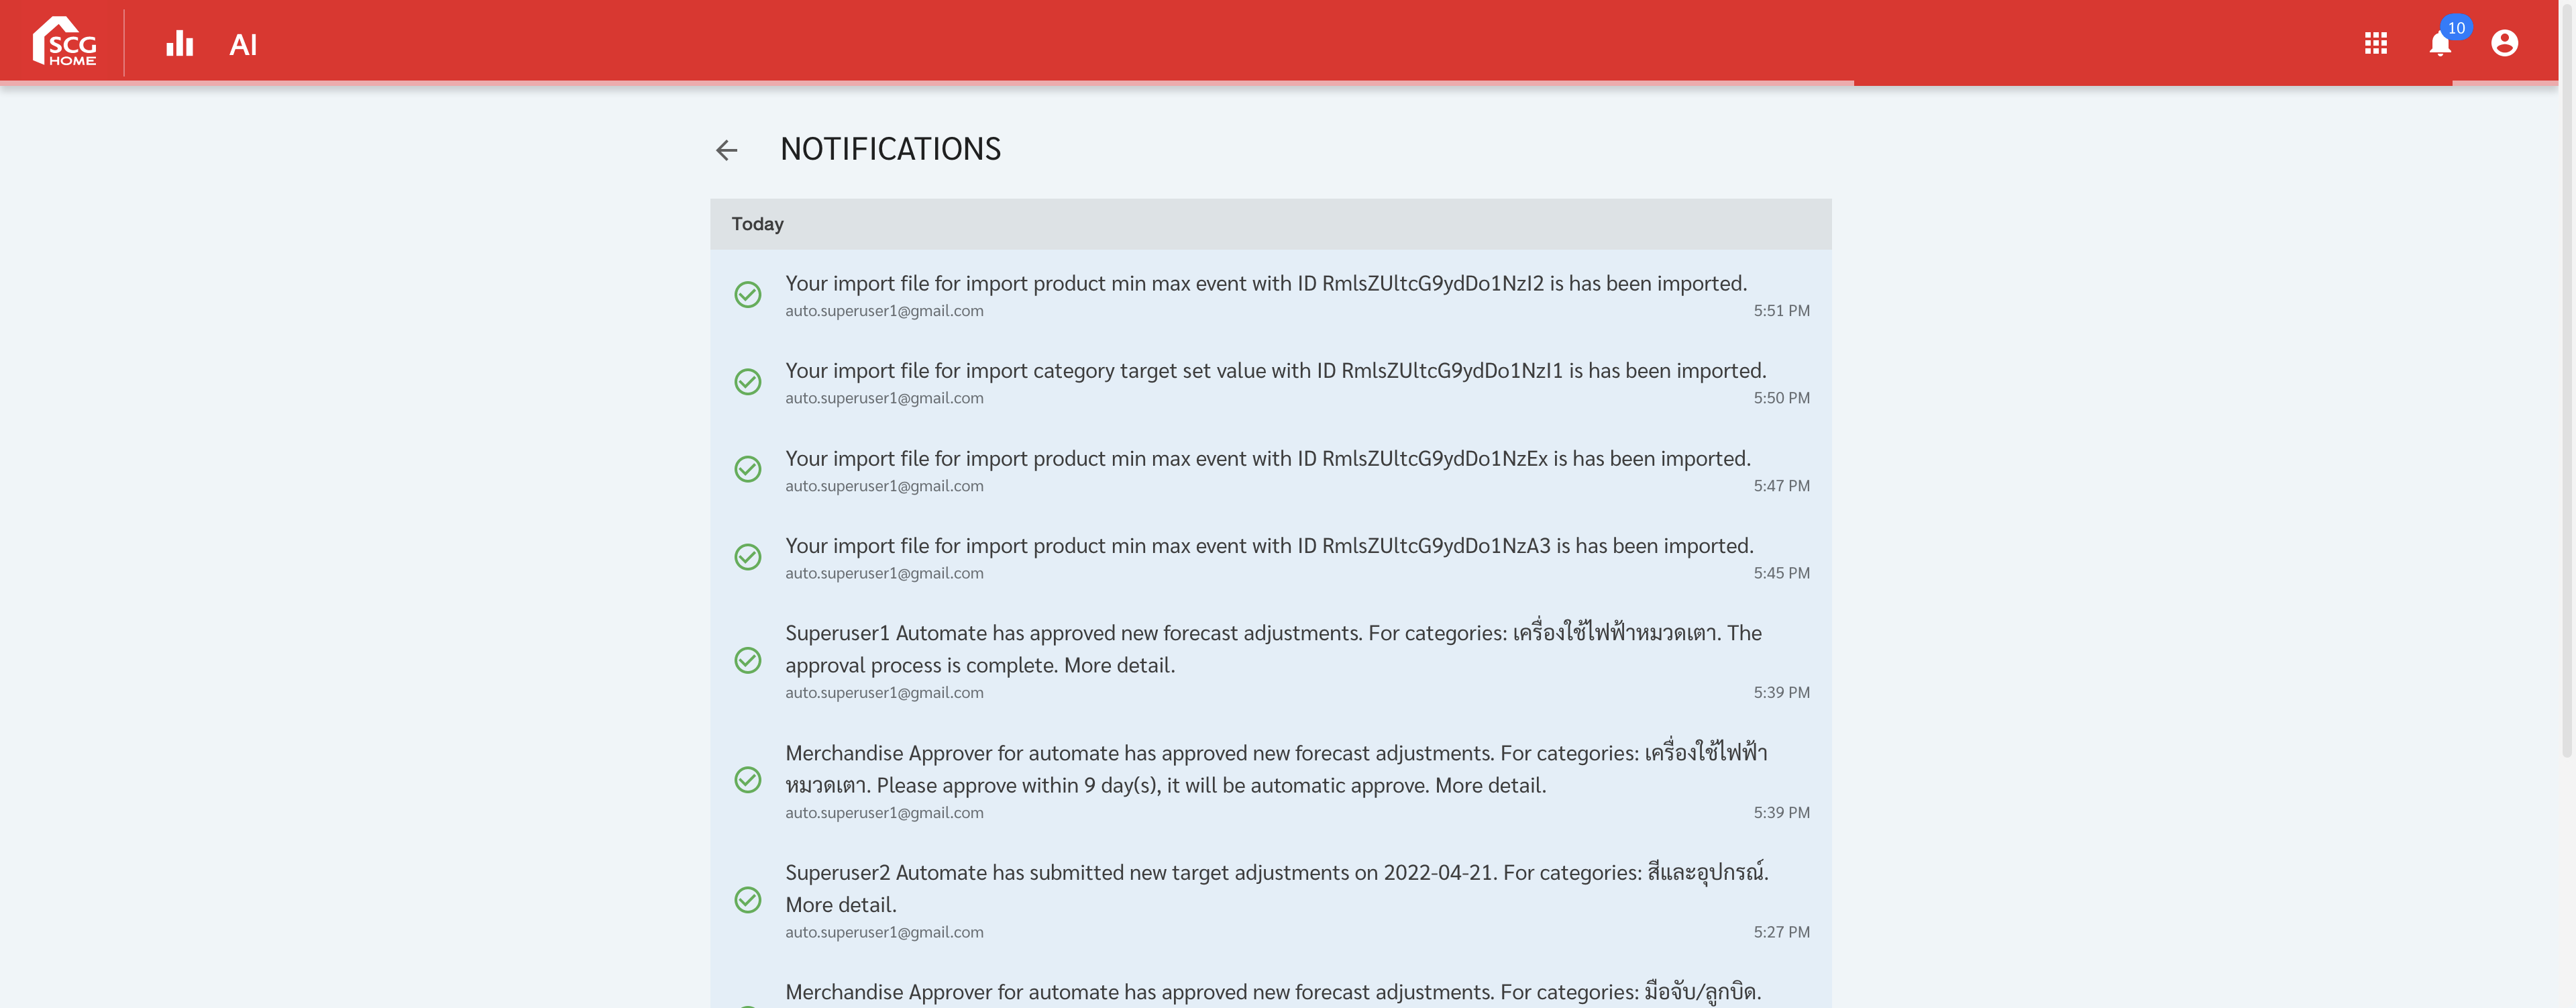 SCG
HOME
AI
10
NOTIFICATIONS
Today
Your import file for import product min max event with ID RmlsZUltcG9ydDo1NzI2 is has been imported.
auto.superuser1@gmail.com 5:51 PM
Your import file for import category target set value with ID RmlsZUltcG9ydDo1NzI1 is has been imported.
auto.superuser1@gmail.com 5:50 PM
Your import file for import product min max event with ID RmlsZUltcG9ydDo1NzEx is has been imported.
auto.superuser1@gmail.com 5:47 PM
Your import file for import product min max event with ID RmlsZUltcG9ydDo1NzA3 is has been imported.
auto.superuser1@gmail.com 5:45 PM
Superuser1 Automate has approved new forecast adjustments. For categories: เครื่องใช้ไฟฟ้าหมวดเตา. The
approval process is complete. More detail.
auto.superuser1@gmail.com 5:39 PM
Merchandise Approver for automate has approved new forecast adjustments. For categories: เครื่องใช้ไฟฟ้า
หมวดเตา. Please approve within 9 day(s), it will be automatic approve. More detail.
auto.superuser1@gmail.com 5:39 PM
Superuser2 Automate has submitted new target adjustments on 2022-04-21. For categories: สีและอุปกรณ์.
More detail.
auto.superuser1@gmail.com 5:27 PM
Merchandise Approver for automate has approved new forecast adjustments. For categories: มือจับ/ลูกบิด.